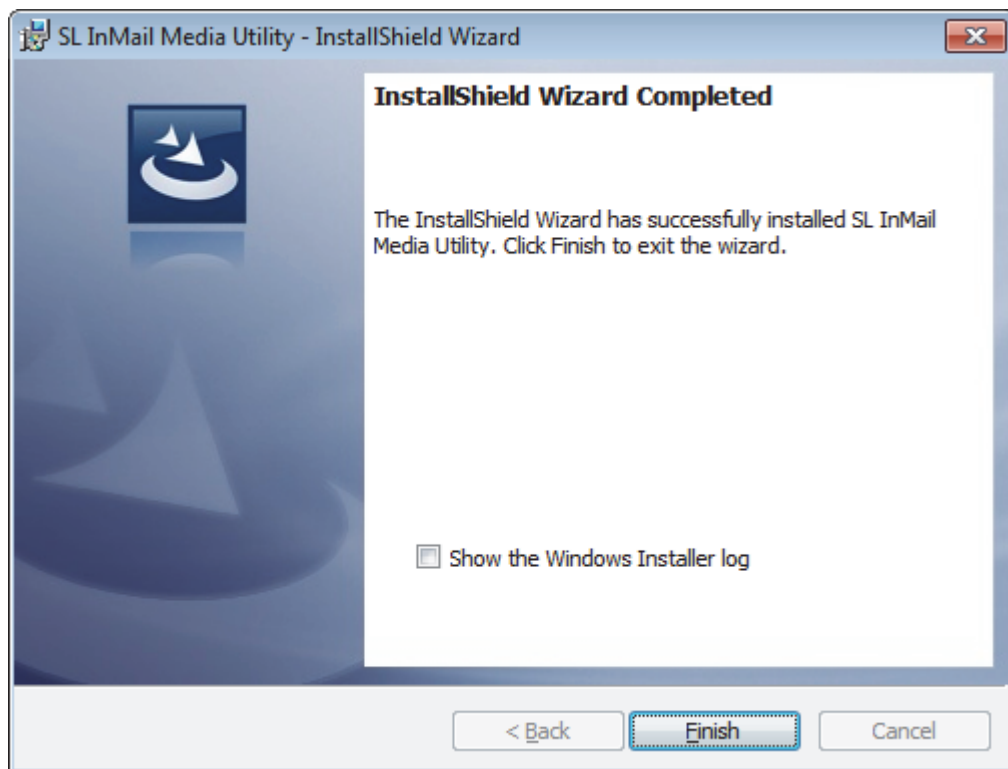 SL InMail Media Utility - InstallShield Wizard
InstallShield Wizard Completed
The InstallShield Wizard has successfully installed SL InMail
Media Utility. Click Finish to exit the wizard.
Show the Windows Installer log
< Back
Finish
Cancel